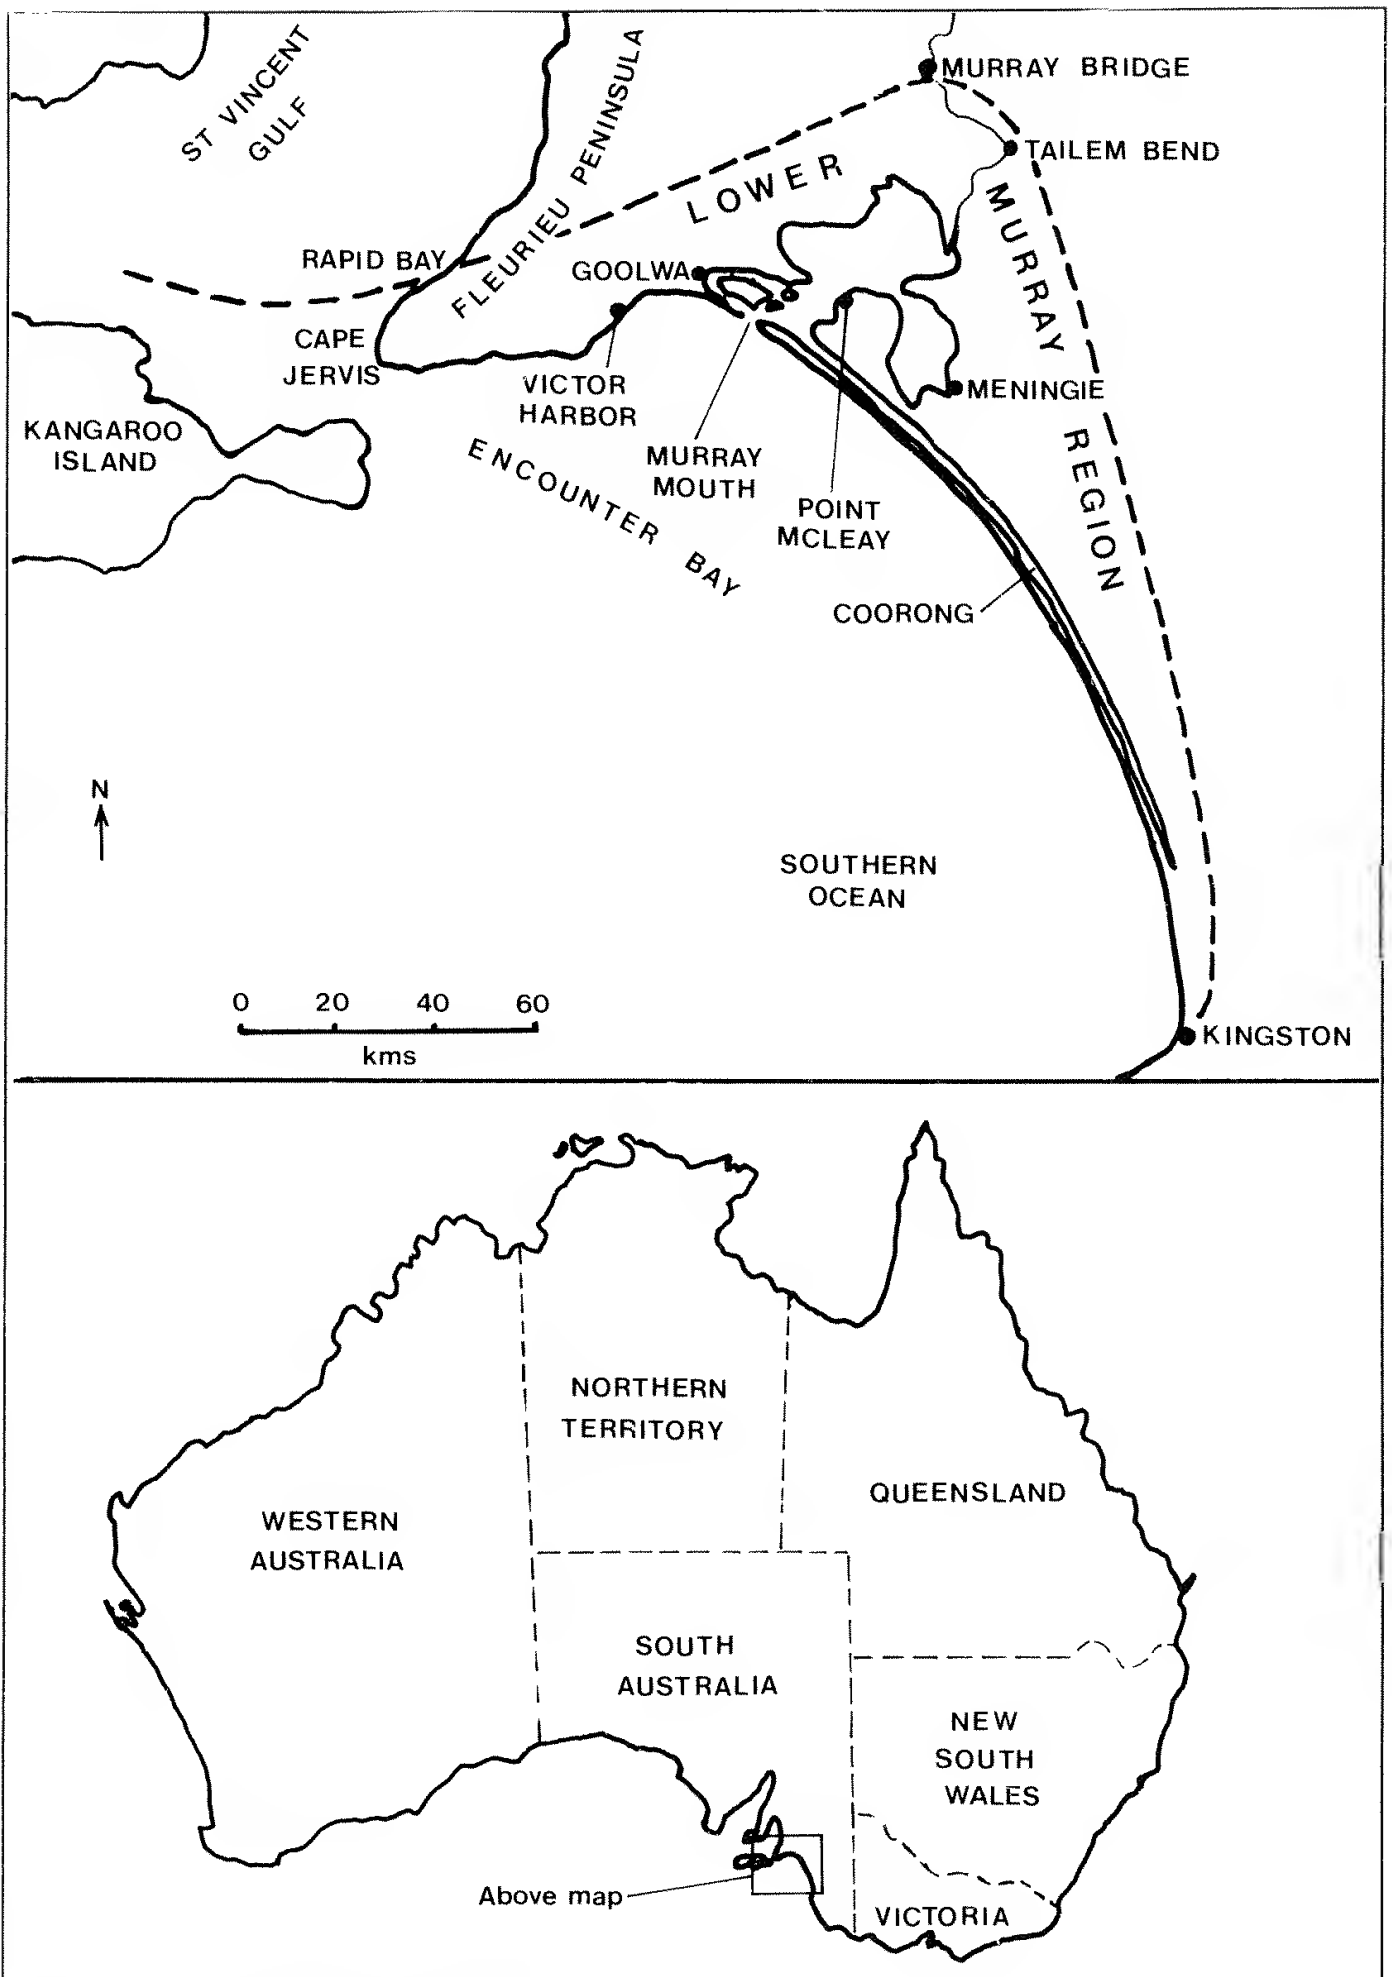 ST VINCENT
GULF
FLEURIEU PENINSULA
MURRAY BRIDGE
TAILEM BEND
LOWER
MURRAY
REGION
RAPID BAY
GOOLWA
CAPE
JERVIS
VICTOR
HARBOR
MENINGIE
KANGAROO
ISLAND
ENCOUNTER BAY
MURRAY
MOUTH
POINT
MCLEAY
COORONG
N
SOUTHERN
OCEAN
0 20 40 60
kms
KINGSTON
NORTHERN
TERRITORY
QUEENSLAND
WESTERN
AUSTRALIA
SOUTH
AUSTRALIA
NEW
SOUTH
WALES
Above map
VICTORIA